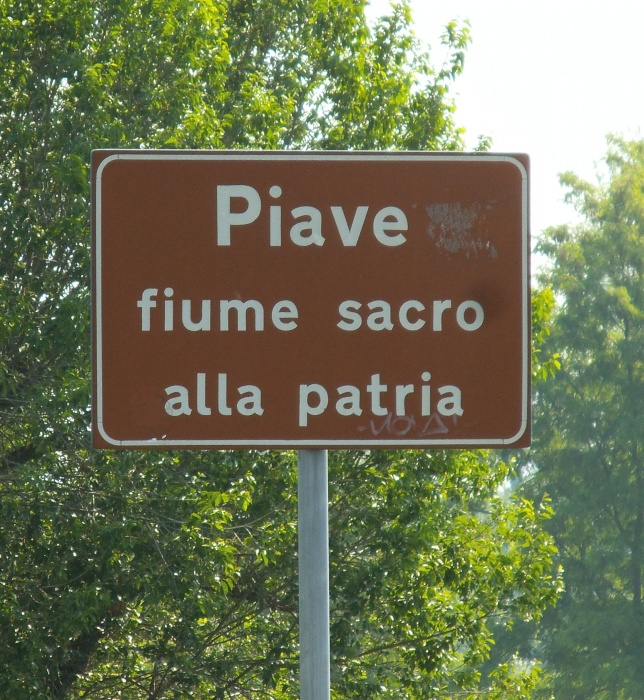 Piave
fiume sacro
alla patria